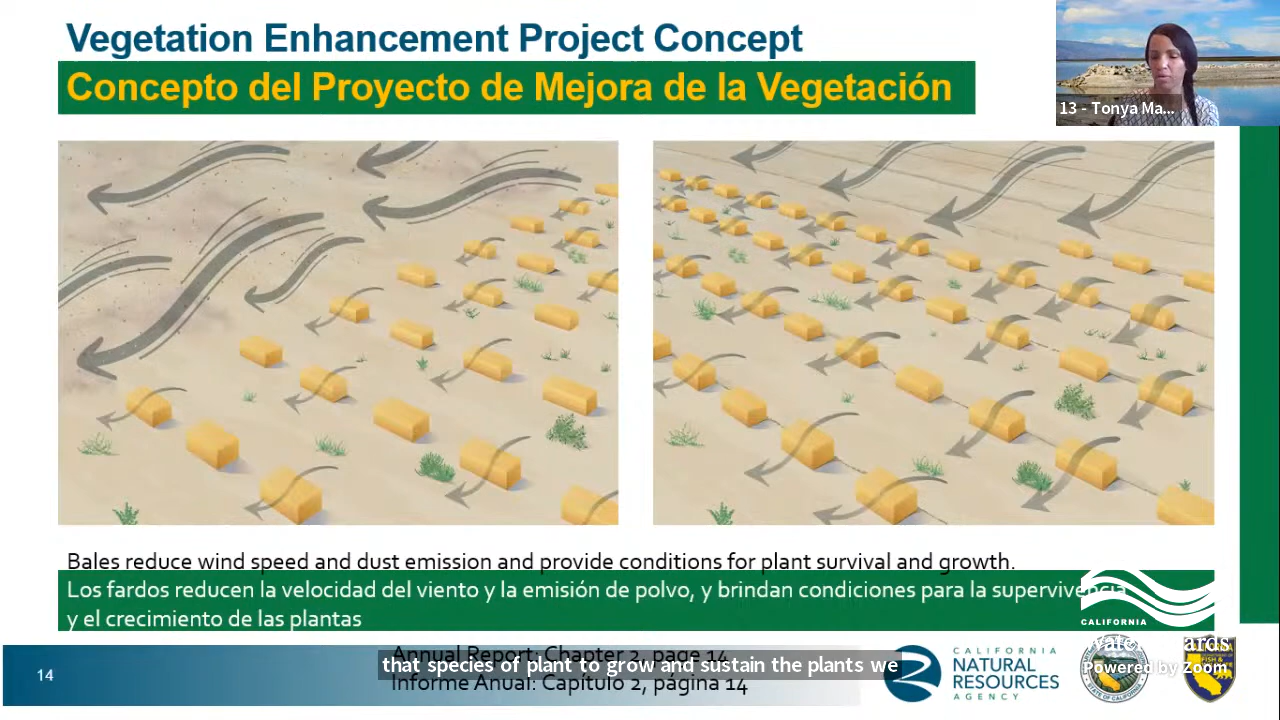 Vegetation Enhancement Project Concept
Concepto del Proyecto de Mejora de la Vegetación
13 - Tonya Ma...
Bales reduce wind speed and dust emission and provide conditions for plant survival and growth.
Los fardos reducen la velocidad del viento y la emisión de polvo, y brindan condiciones para la supervivencia
y el crecimiento de las plantas
CALIFORNIA
Annual Report: Chapter 2, page 14
that species of plant to grow and sustain the plants we
Informe Anual: Capítulo 2, página 14
14
CALIFORNIA
NATURAL
RESOURCES
AGENCY
Powered by Zoom